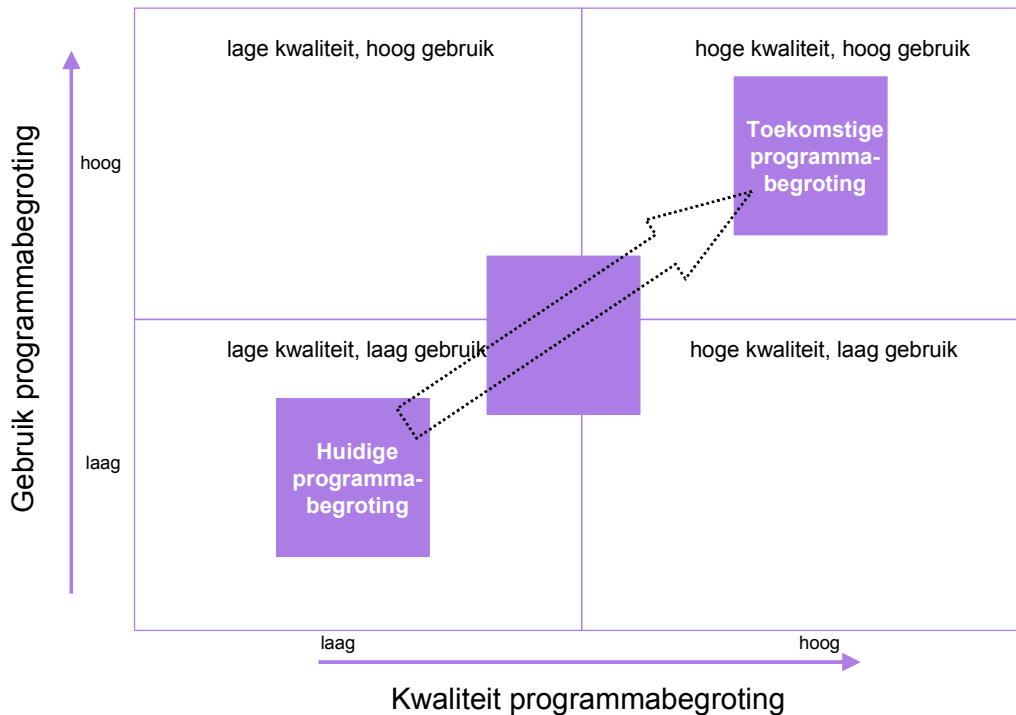 lage kwaliteit, hoog gebruik
hoge kwaliteit, hoog gebruik
Toekomstige
programma-
begroting
hoog
Gebruik programmabegroting
lage kwaliteit, laag gebruik
hoge kwaliteit, laag gebruik
laag
Huidige
programma-
begroting
laag
hoog
Kwaliteit programmabegroting